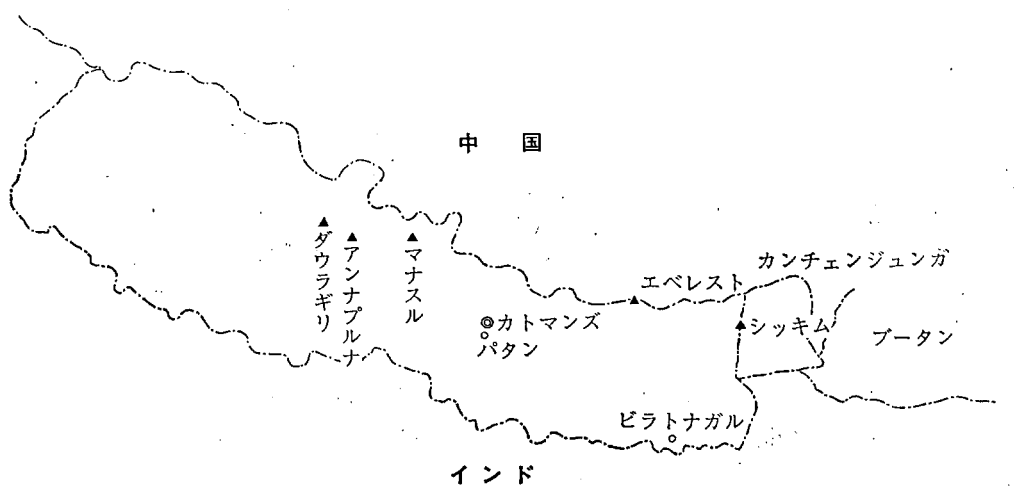 中国
ダウラギリ
アンナプルナ
マナスル
エベレスト
カンチェンジュンガ
シッキム
ブータン
カトマンズ
パタン
ビラトナガル
インド